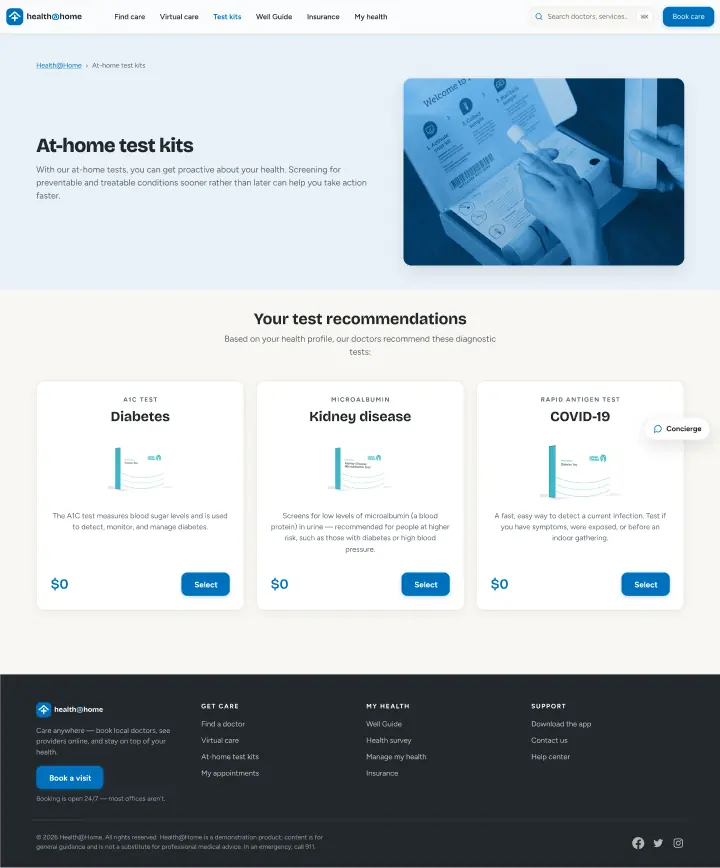 health@home
Find care
Virtual care
Test kits
Well Guide
Insurance
My health
Search doctors, services..
⌘K
Book care
Health@Home › At-home test kits
At-home test kits
With our at-home tests, you can get proactive about your health. Screening for
preventable and treatable conditions sooner rather than later can help you take action
faster.
Welcome to
Your test recommendations
Based on your health profile, our doctors recommend these diagnostic
tests:
A1C TEST
Diabetes
The A1C test measures blood sugar levels and is used
to detect, monitor, and manage diabetes.
$0
Select
MICROALBUMIN
Kidney disease
Screens for low levels of microalbumin (a blood
protein) in urine — recommended for people at higher
risk, such as those with diabetes or high blood
pressure.
$0
Select
RAPID ANTIGEN TEST
COVID-19
A fast, easy way to detect a current infection. Test if
you have symptoms, were exposed, or before an
indoor gathering.
$0
Select
Concierge
health@home
Care anywhere — book local doctors, see
providers online, and stay on top of your
health.
Book a visit
Booking is open 24/7 — most offices aren't.
GET CARE
Find a doctor
Virtual care
At-home test kits
My appointments
MY HEALTH
Well Guide
Health survey
Manage my health
Insurance
SUPPORT
Download the app
Contact us
Help center
© 2026 Health@Home. All rights reserved. Health@Home is a demonstration product; content is for
general guidance and is not a substitute for professional medical advice. In an emergency, call 911.